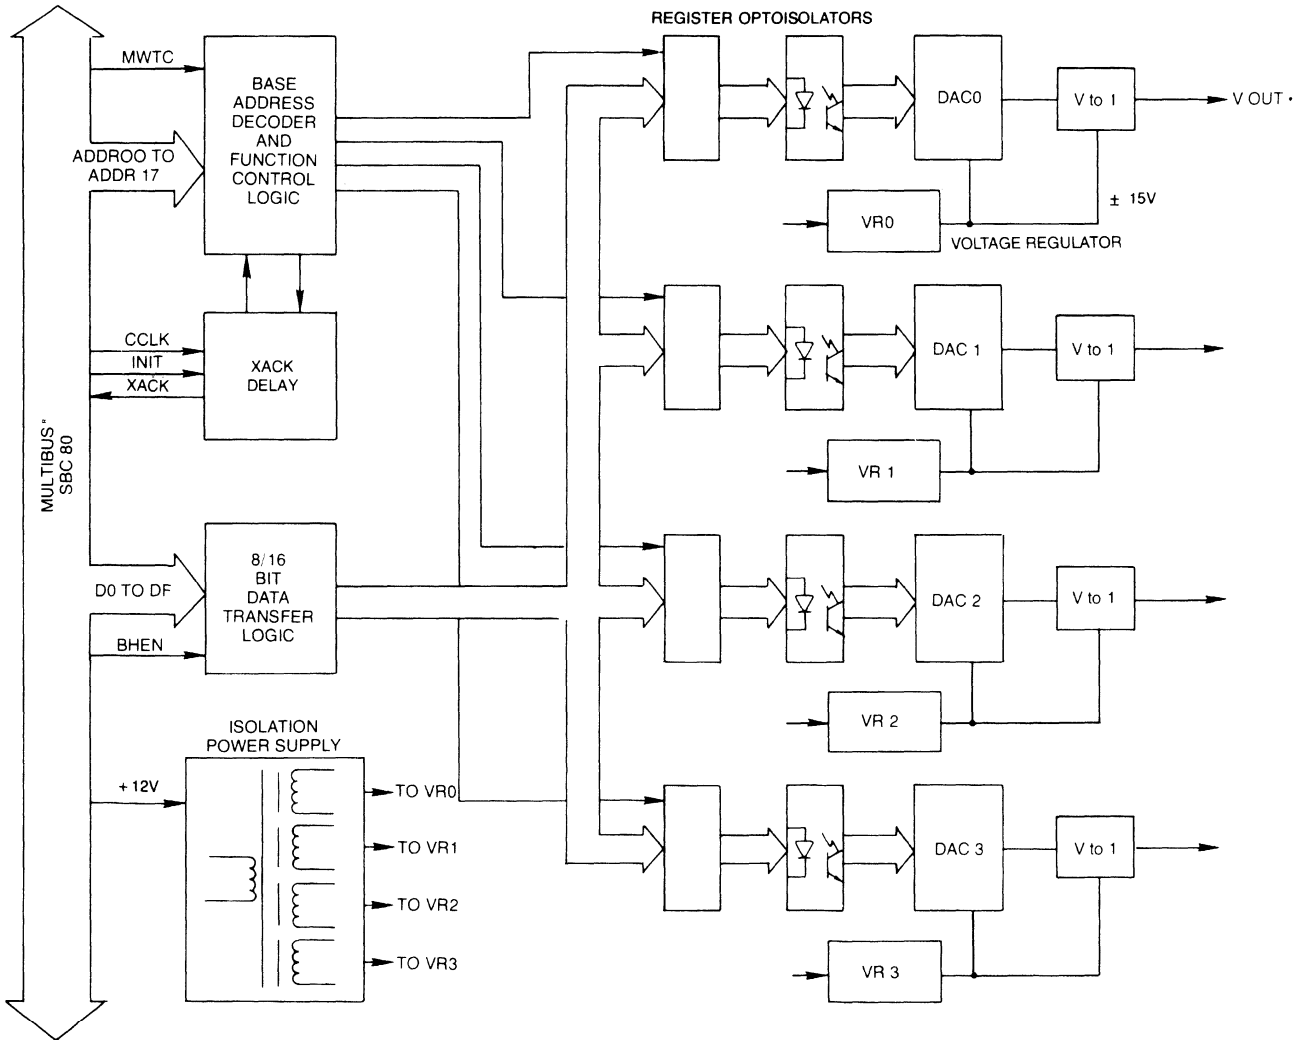 REGISTER OPTOISOLATORS
MWTC
BASE
ADDRESS
DECODER
AND
FUNCTION
CONTROL
LOGIC
ADDROO TO
ADDR 17
DAC0
V to 1
V OUT •
VR0
± 15V
VOLTAGE REGULATOR
CCLK
INIT
XACK
XACK
DELAY
DAC 1
V to 1
VR 1
MULTIBUS"
SBC 80
D0 TO DF
BHEN
8/16
BIT
DATA
TRANSFER
LOGIC
DAC 2
V to 1
VR 2
ISOLATION
POWER SUPPLY
+ 12V
TO VR0
TO VR1
TO VR2
TO VR3
DAC 3
V to 1
VR 3